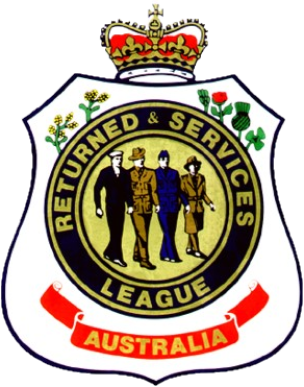 RETURNED & SERVICES
LEAGUE
AUSTRALIA